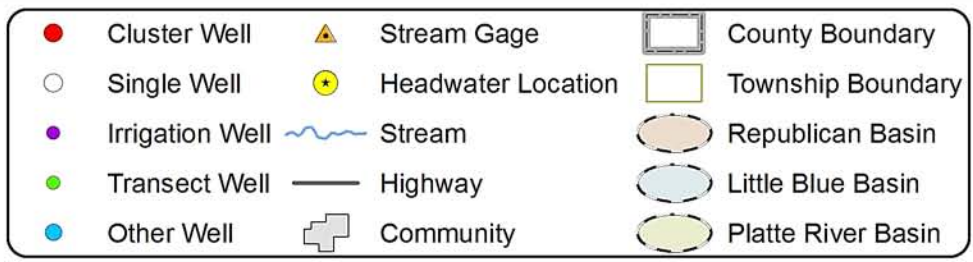 Cluster Well
Stream Gage
County Boundary
Single Well
Headwater Location
Township Boundary
Irrigation Well
Stream
Republican Basin
Transect Well
Highway
Little Blue Basin
Other Well
Community
Platte River Basin